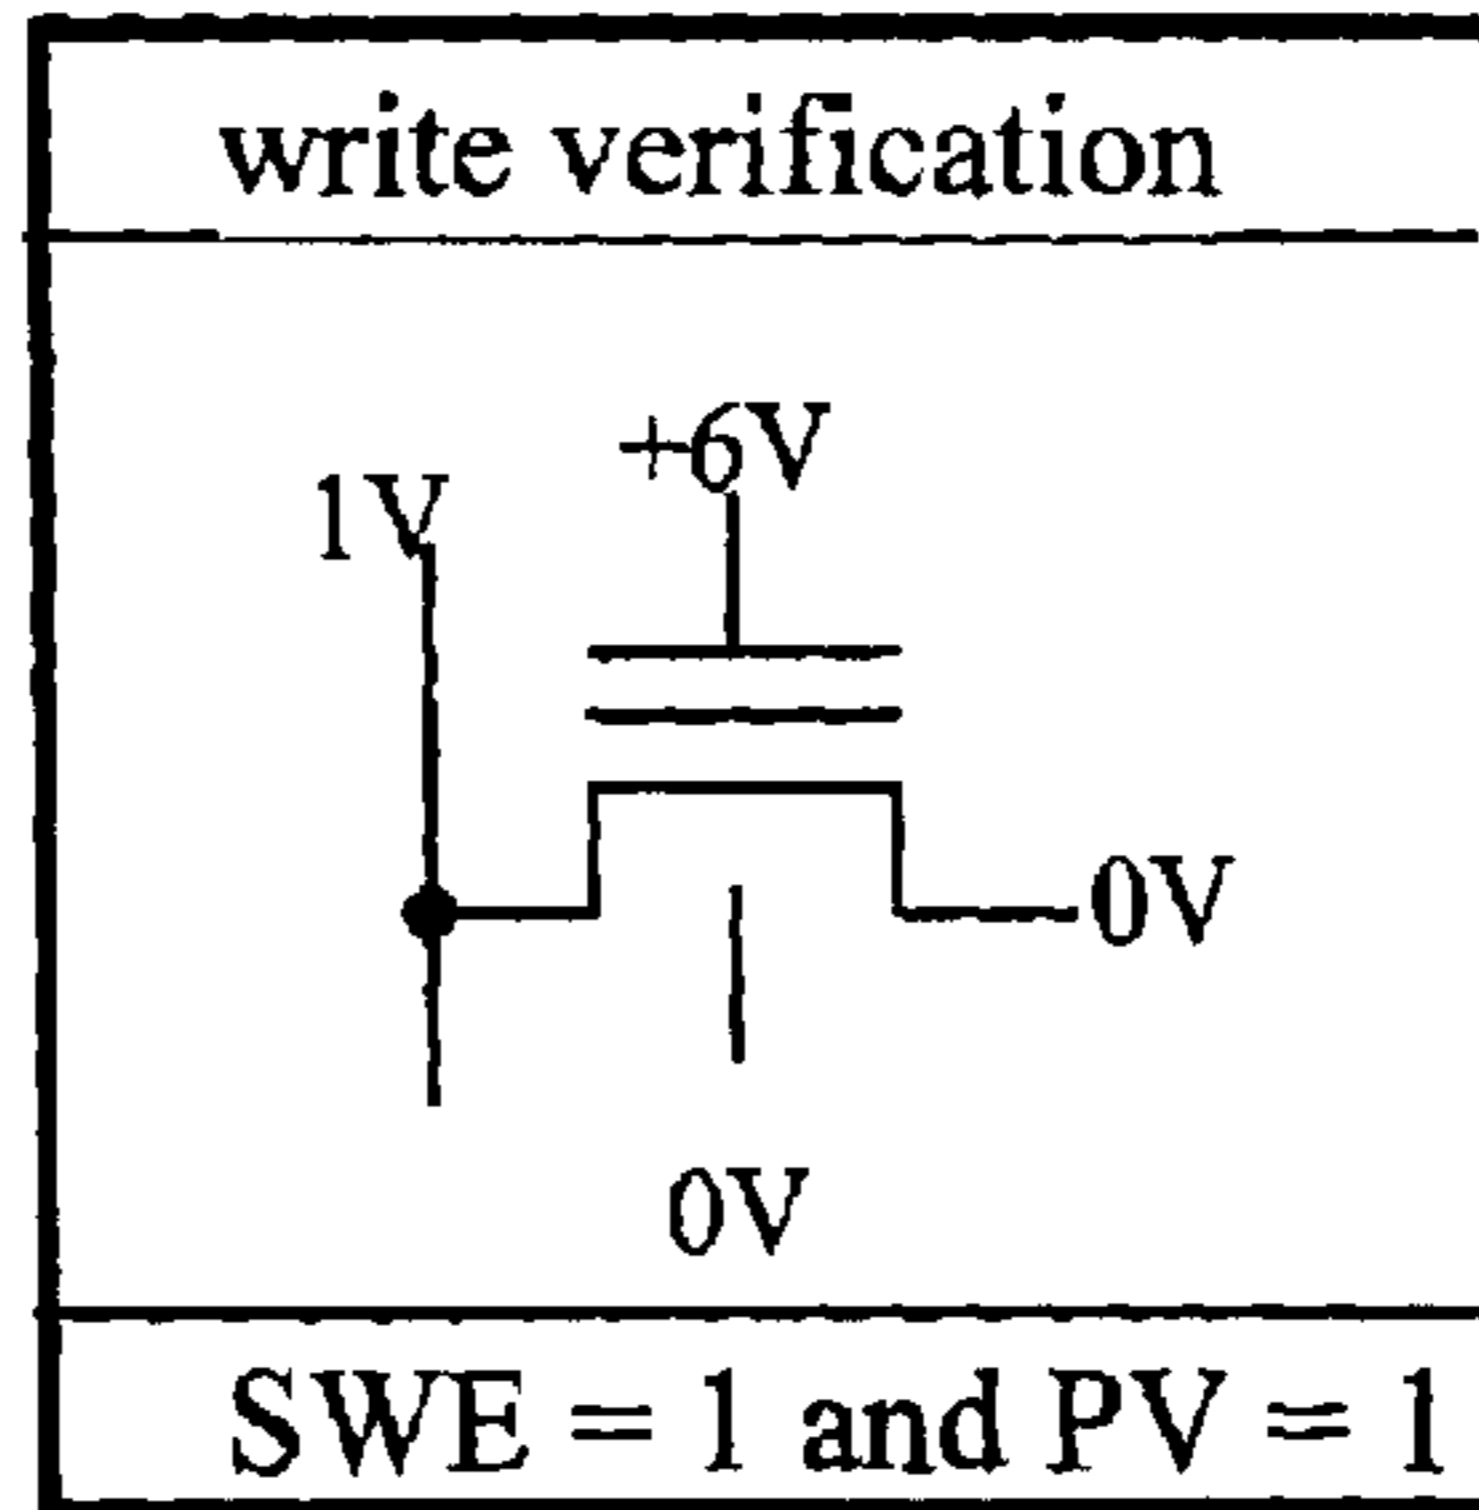 write verification
+6V
1V
0V
0V
SWE = 1 and PV = 1